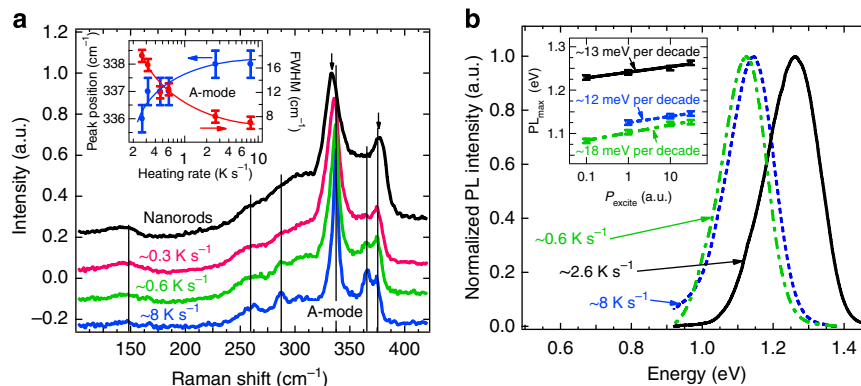 a
1.2
1.0
0.8
0.6
0.4
0.2
0.0
–0.2
Intensity (a.u.)
100 150 200 250 300 350 400
Raman shift (cm⁻¹)
Peak position (cm⁻¹)
338
337
336
16
12
8
FWHM (cm⁻¹)
A-mode
1 10
Heating rate (K s⁻¹)
Nanorods
~0.3 K s⁻¹
~0.6 K s⁻¹
~8 K s⁻¹
A-mode
b
Normalized PL intensity (a.u.)
1.0
0.8
0.6
0.4
0.2
0.0
0.6 0.8 1.0 1.2 1.4
Energy (eV)
PLmax (eV)
1.3
1.2
1.1
~13 meV per decade
~12 meV per decade
~18 meV per decade
0.1 1 10
Pexcite (a.u.)
~0.6 K s⁻¹
~2.6 K s⁻¹
~8 K s⁻¹